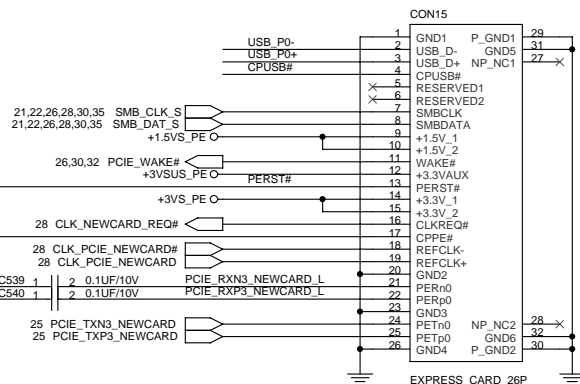 CON15
1 GND1 P_GND1 29
USB_P0- 2 USB_D- GND5 31
USB_P0+ 3 USB_D+ NP_NC1 27
CPUSB# 4 CPUSB#
5 RESERVED1
6 RESERVED2
21,22,26,28,30,35 SMB_CLK_S 7 SMBCLK
21,22,26,28,30,35 SMB_DAT_S 8 SMBDATA
+1.5VS_PE 9 +1.5V_1
10 +1.5V_2
26,30,32 PCIE_WAKE# 11 WAKE#
+3VSUS_PE 12 +3.3VAUX
PERST# 13 PERST#
+3VS_PE 14 +3.3V_1
15 +3.3V_2
28 CLK_NEWCARD_REQ# 16 CLKREQ#
17 CPPE#
28 CLK_PCIE_NEWCARD# 18 REFCLK-
28 CLK_PCIE_NEWCARD 19 REFCLK+
20 GND2
C539 1 2 0.1UF/10V PCIE_RXN3_NEWCARD_L 21 PERn0
C540 1 2 0.1UF/10V PCIE_RXP3_NEWCARD_L 22 PERp0
23 GND3
25 PCIE_TXN3_NEWCARD 24 PETn0 NP_NC2 28
25 PCIE_TXP3_NEWCARD 25 PETp0 GND6 32
26 GND4 P_GND2 30
EXPRESS_CARD_26P